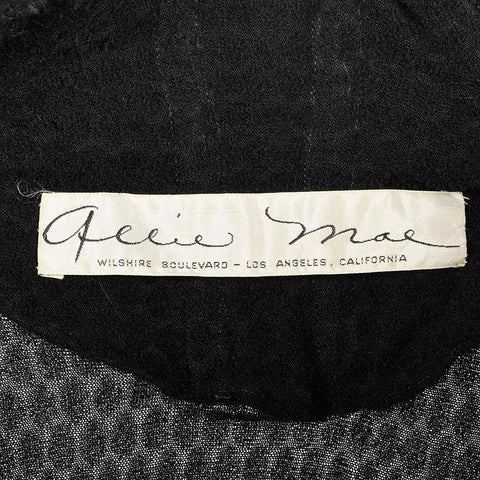 Allie Mae
WILSHIRE BOULEVARD – LOS ANGELES, CALIFORNIA